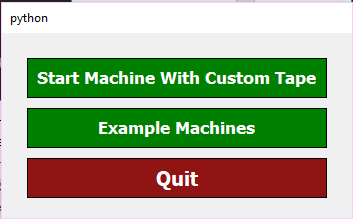 python
Start Machine With Custom Tape
Example Machines
Quit